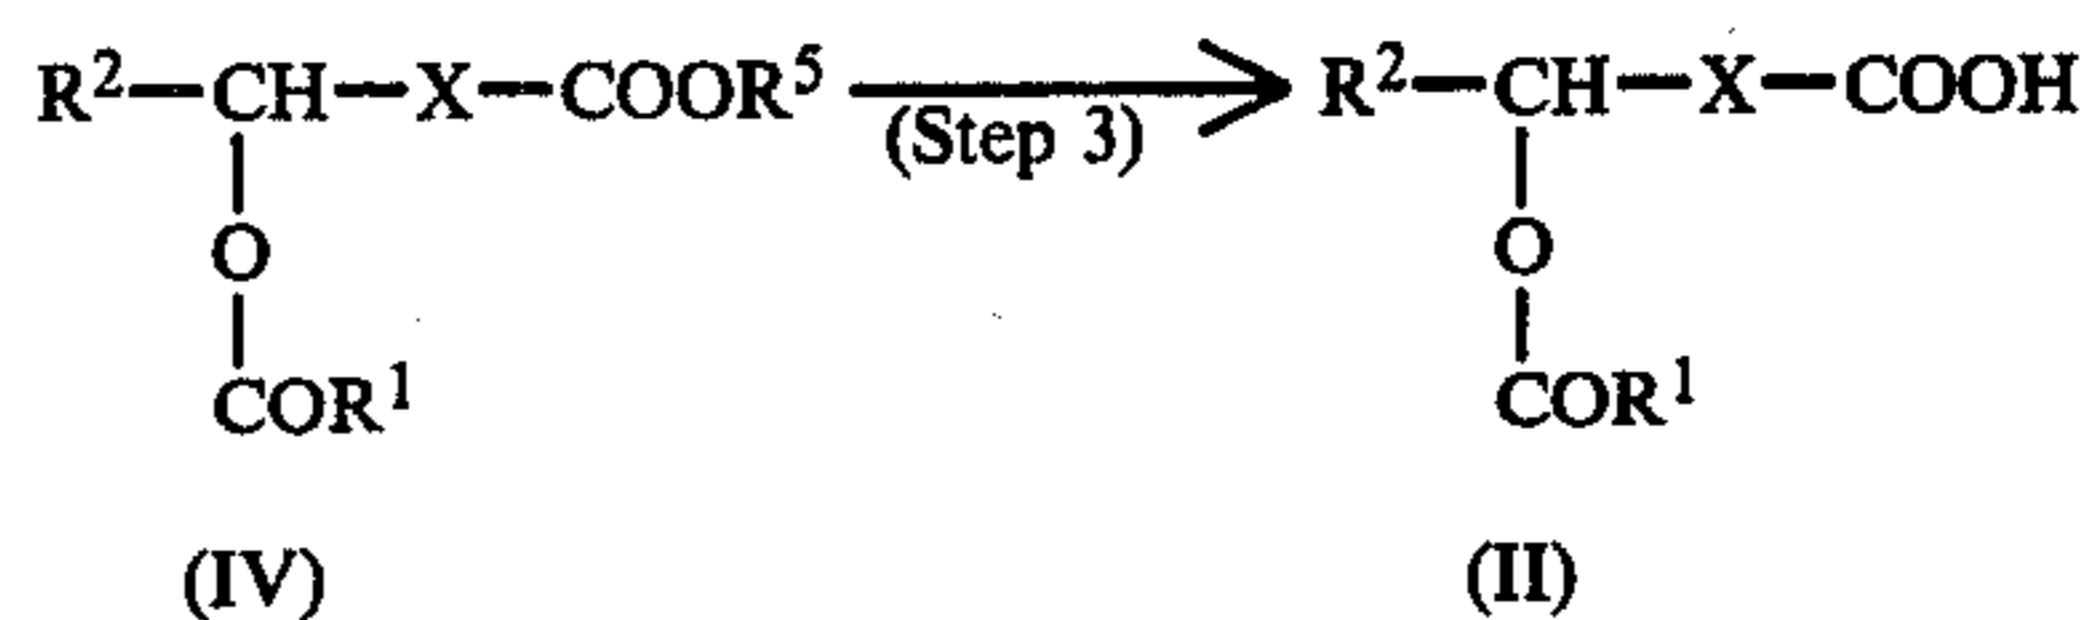 R²—CH—X—COOR⁵ (Step 3) R²—CH—X—COOH
O O
COR¹ COR¹
(IV) (II)